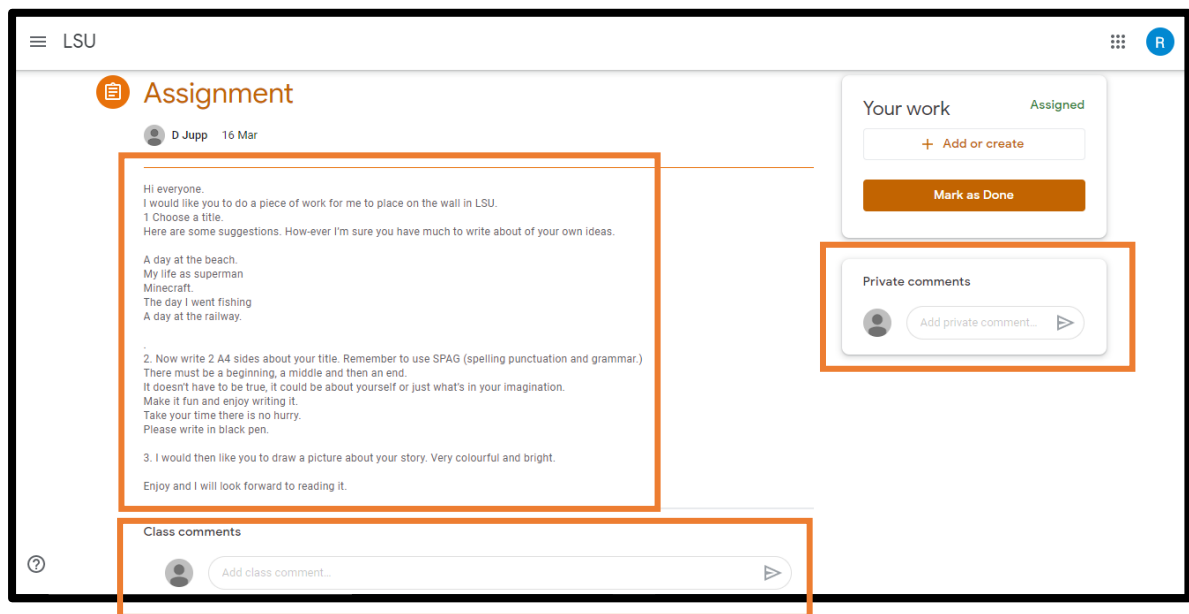 LSU
R
Assignment
D Jupp 16 Mar
Hi everyone.
I would like you to do a piece of work for me to place on the wall in LSU.
1 Choose a title.
Here are some suggestions. How-ever I'm sure you have much to write about of your own ideas.
A day at the beach.
My life as superman
Minecraft.
The day I went fishing
A day at the railway.
.
2. Now write 2 A4 sides about your title. Remember to use SPAG (spelling punctuation and grammar.)
There must be a beginning, a middle and then an end.
It doesn't have to be true, it could be about yourself or just what's in your imagination.
Make it fun and enjoy writing it.
Take your time there is no hurry.
Please write in black pen.
3. I would then like you to draw a picture about your story. Very colourful and bright.
Enjoy and I will look forward to reading it.
Class comments
Add class comment...
Your work Assigned
+ Add or create
Mark as Done
Private comments
Add private comment...
?